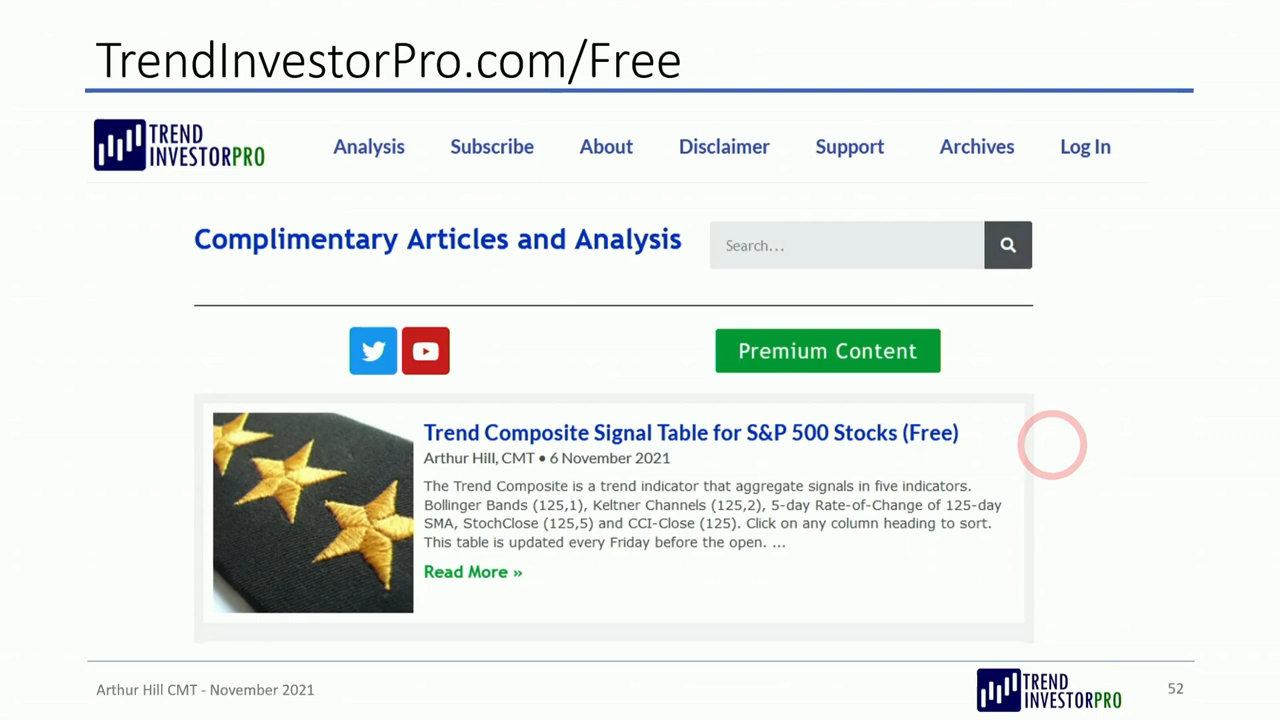 TrendInvestorPro.com/Free
TREND
INVESTORPRO
Analysis Subscribe About Disclaimer Support Archives Log In
Complimentary Articles and Analysis
Search...
Premium Content
Trend Composite Signal Table for S&P 500 Stocks (Free)
Arthur Hill, CMT • 6 November 2021
The Trend Composite is a trend indicator that aggregate signals in five indicators.
Bollinger Bands (125,1), Keltner Channels (125,2), 5-day Rate-of-Change of 125-day
SMA, StochClose (125,5) and CCI-Close (125). Click on any column heading to sort.
This table is updated every Friday before the open. ...
Read More »
Arthur Hill CMT - November 2021
TREND
INVESTORPRO
52